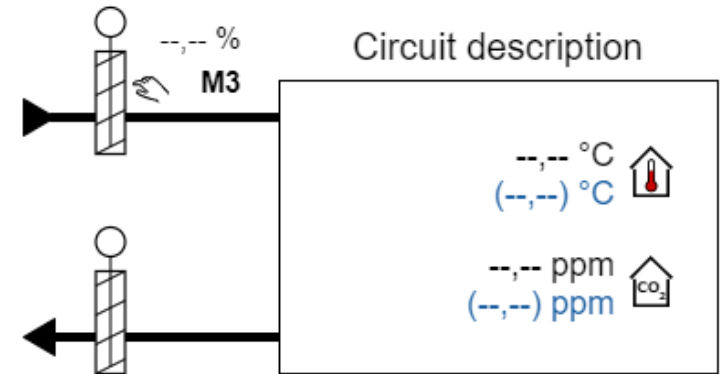 --,-- %
M3
Circuit description
--,-- °C
(--,--) °C
--,-- ppm
(--,--) ppm
CO₂